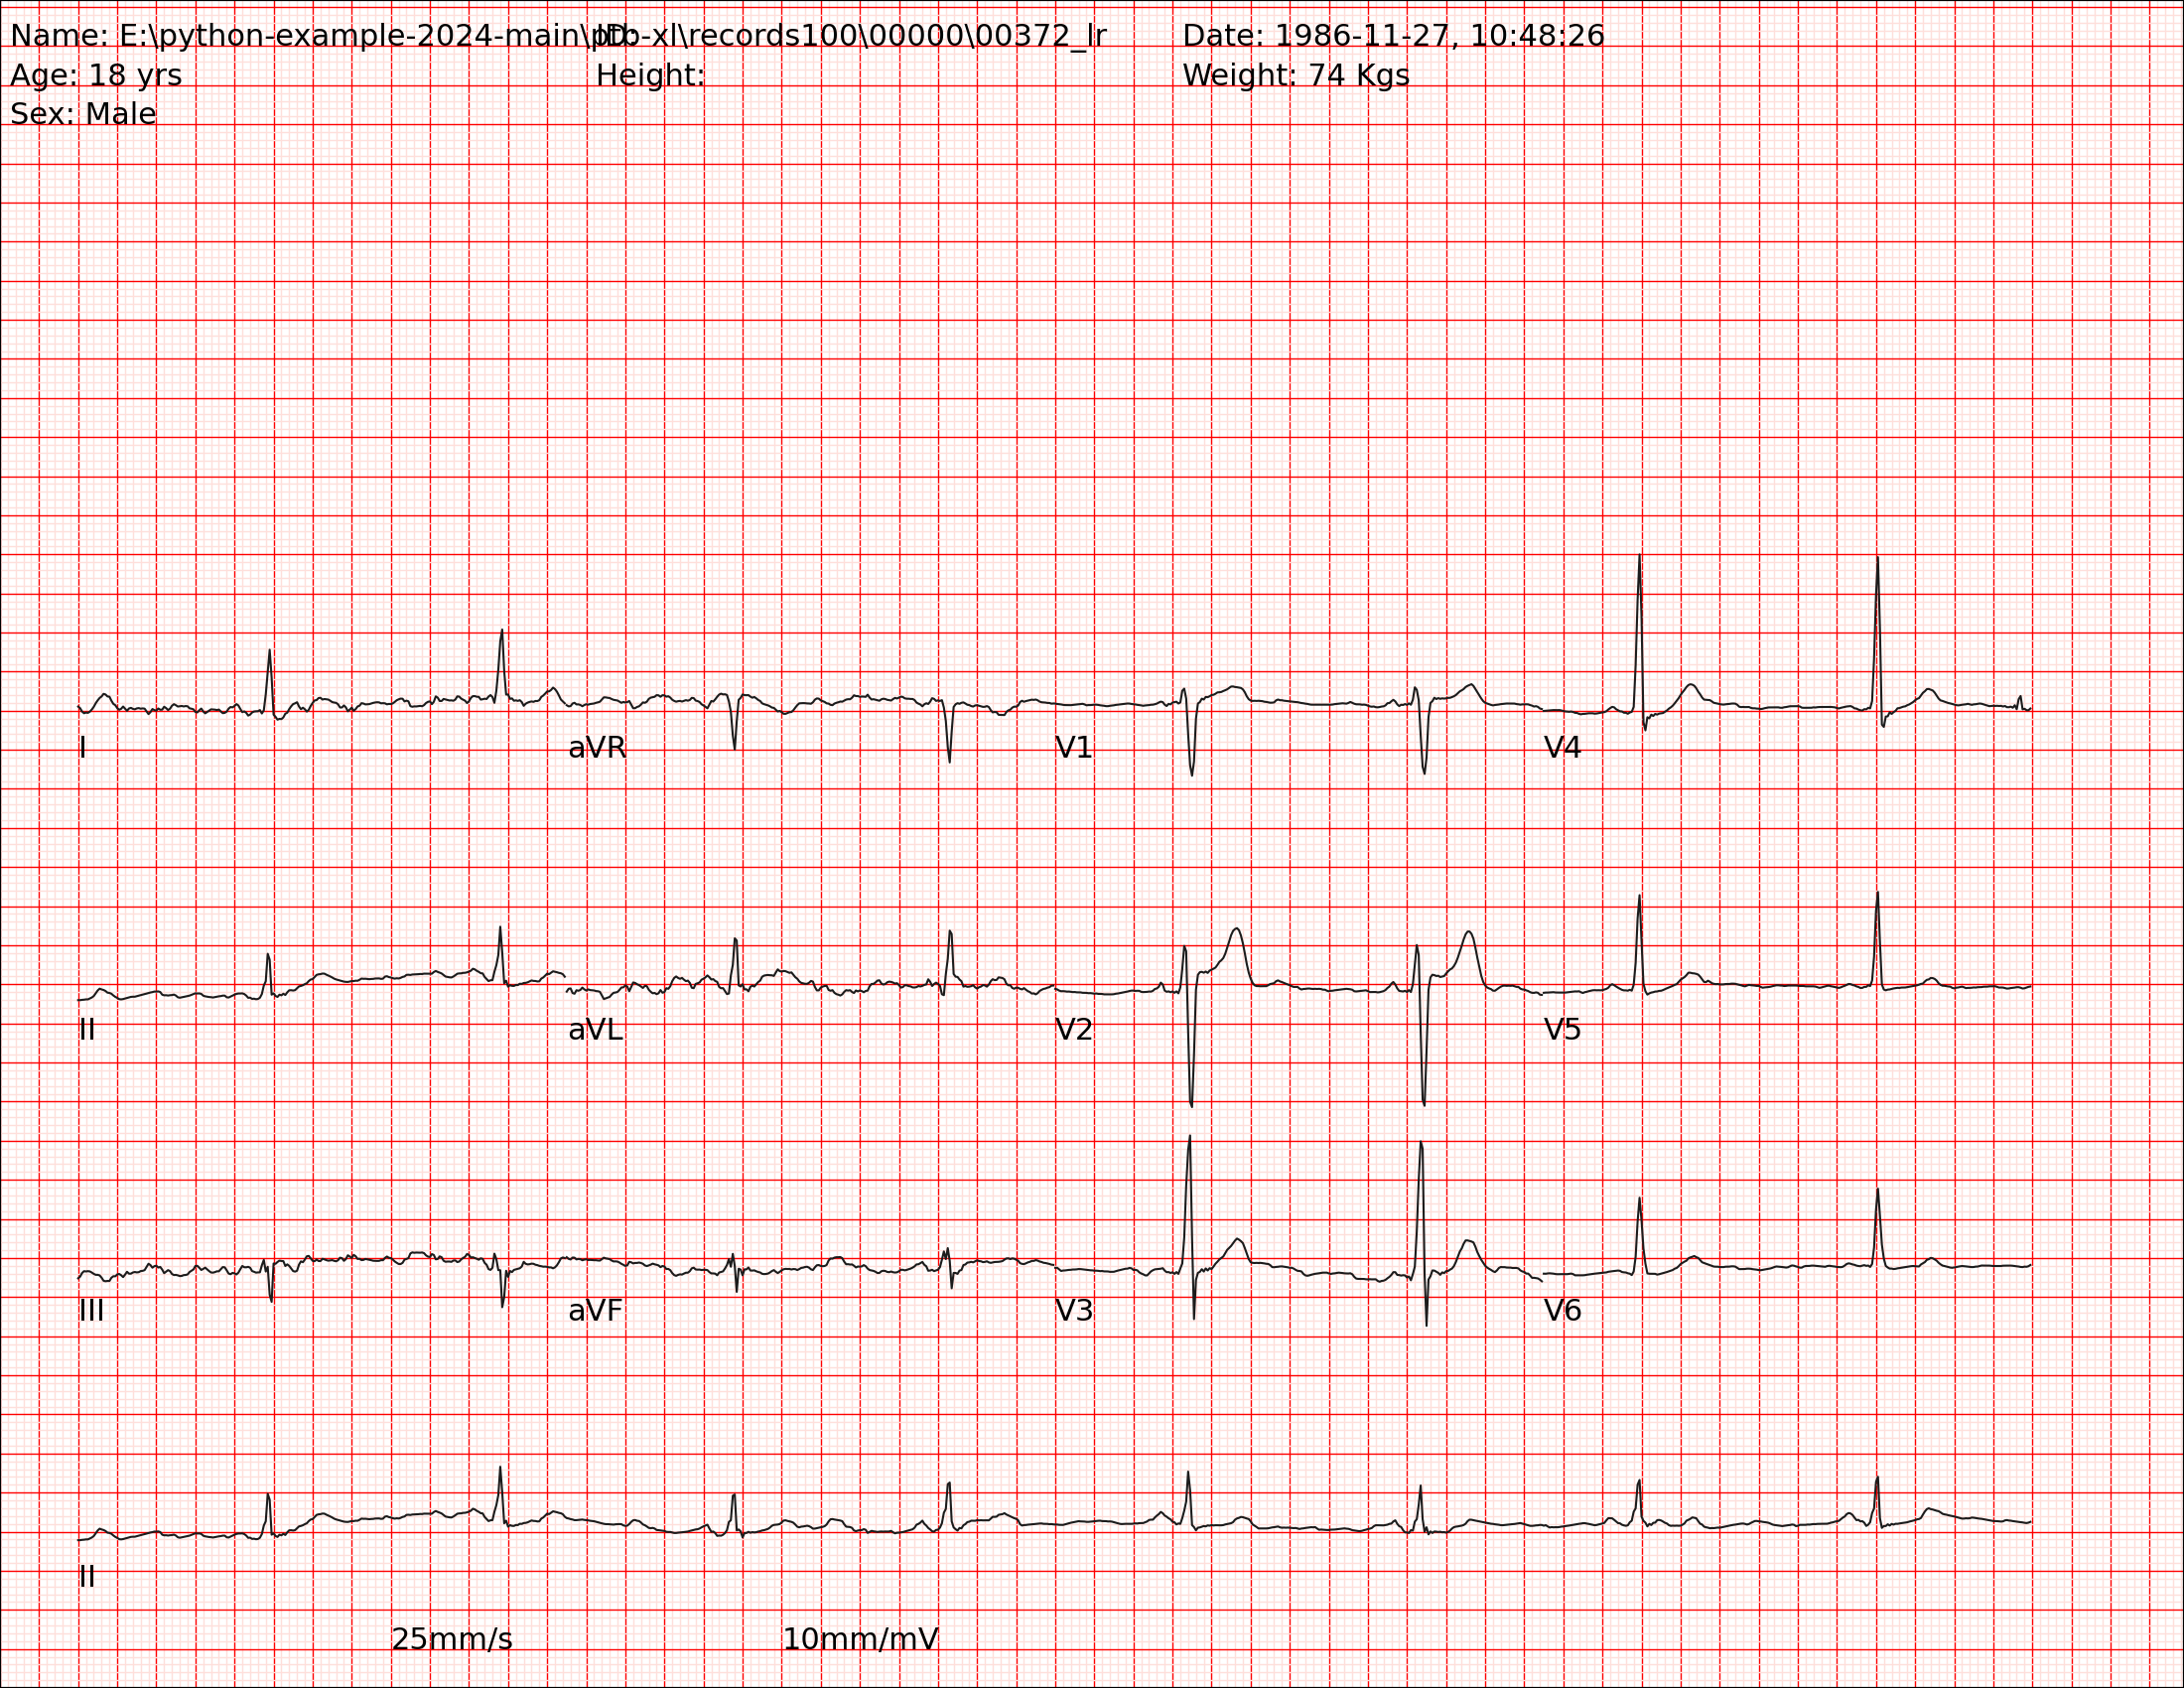 Name: E:\python-example-2024-main\ptb-xl\records100\00000\00372_lr ID: Date: 1986-11-27, 10:48:26
Age: 18 yrs Height: Weight: 74 Kgs
Sex: Male
I aVR V1 V4
II aVL V2 V5
III aVF V3 V6
II
25mm/s 10mm/mV